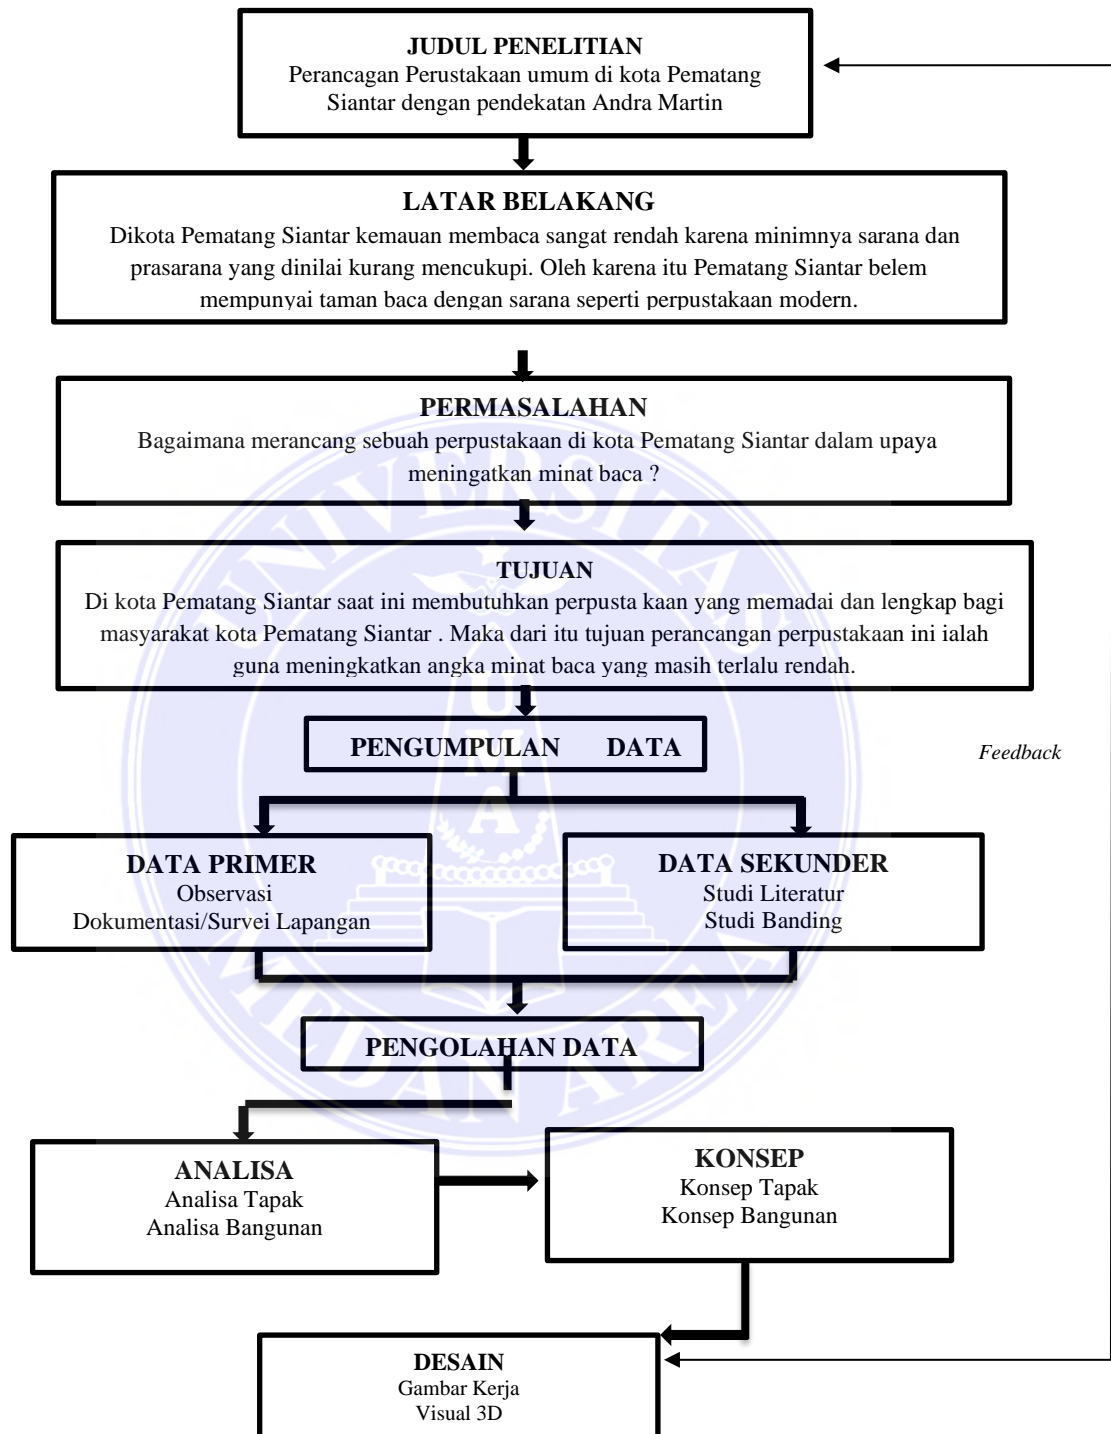 JUDUL PENELITIAN
Perancagan Perustakaan umum di kota Pematang
Siantar dengan pendekatan Andra Martin
LATAR BELAKANG
Dikota Pematang Siantar kemauan membaca sangat rendah karena minimnya sarana dan
prasarana yang dinilai kurang mencukupi. Oleh karena itu Pematang Siantar belem
mempunyai taman baca dengan sarana seperti perpustakaan modern.
PERMASALAHAN
Bagaimana merancang sebuah perpustakaan di kota Pematang Siantar dalam upaya
meningatkan minat baca ?
TUJUAN
Di kota Pematang Siantar saat ini membutuhkan perpusta kaan yang memadai dan lengkap bagi
masyarakat kota Pematang Siantar . Maka dari itu tujuan perancangan perpustakaan ini ialah
guna meningkatkan angka minat baca yang masih terlalu rendah.
PENGUMPULAN DATA
Feedback
DATA PRIMER
Observasi
Dokumentasi/Survei Lapangan
DATA SEKUNDER
Studi Literatur
Studi Banding
PENGOLAHAN DATA
ANALISA
Analisa Tapak
Analisa Bangunan
KONSEP
Konsep Tapak
Konsep Bangunan
DESAIN
Gambar Kerja
Visual 3D
UNIVERSITAS
MEDAN AREA
UMA